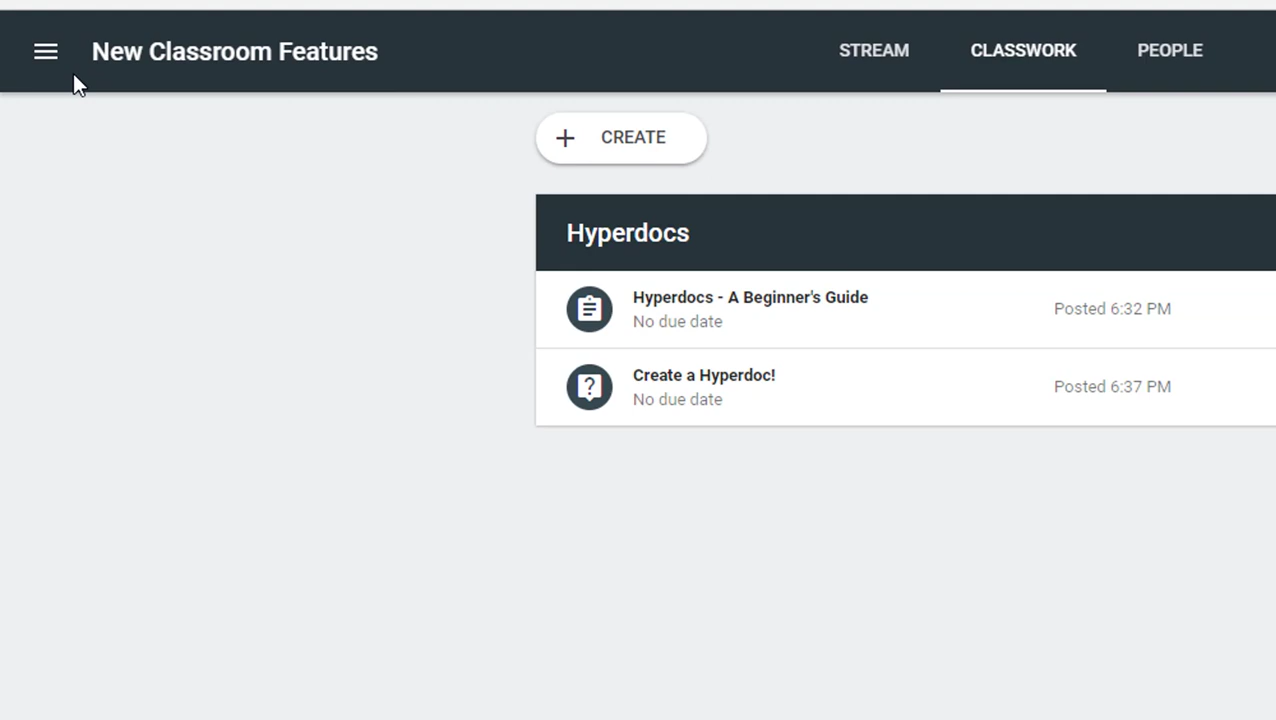 New Classroom Features
STREAM
CLASSWORK
PEOPLE
CREATE
Hyperdocs
Hyperdocs - A Beginner's Guide
No due date
Posted 6:32 PM
Create a Hyperdoc!
No due date
Posted 6:37 PM